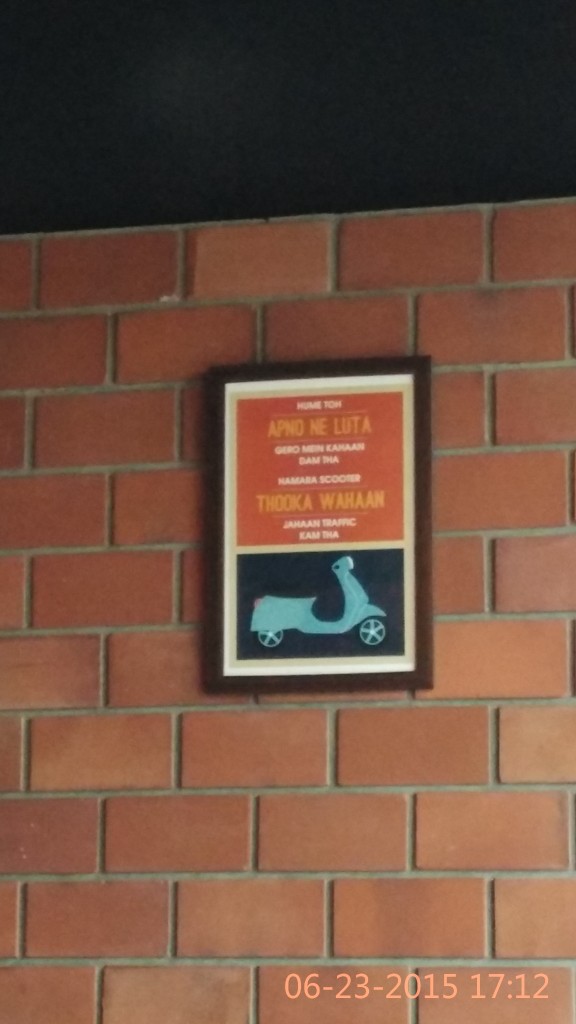 HUME TOH
APNO NE LUTA
GERO MEIN KAHAAN
DAM THA
HAMARA SCOOTER
THOOKA WAHAAN
JAHAAN TRAFFIC
KAM THA
06-23-2015 17:12